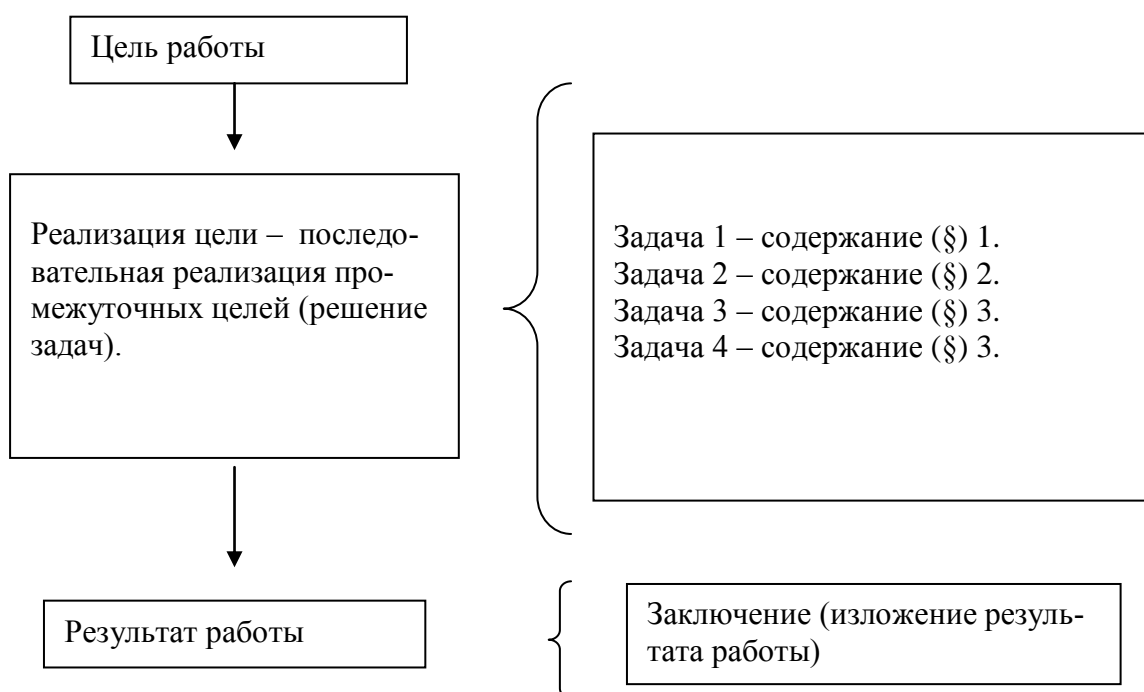 Цель работы
Реализация цели – последо-
вательная реализация про-
межуточных целей (решение
задач).
Задача 1 – содержание (§) 1.
Задача 2 – содержание (§) 2.
Задача 3 – содержание (§) 3.
Задача 4 – содержание (§) 3.
Результат работы
Заключение (изложение резуль-
тата работы)